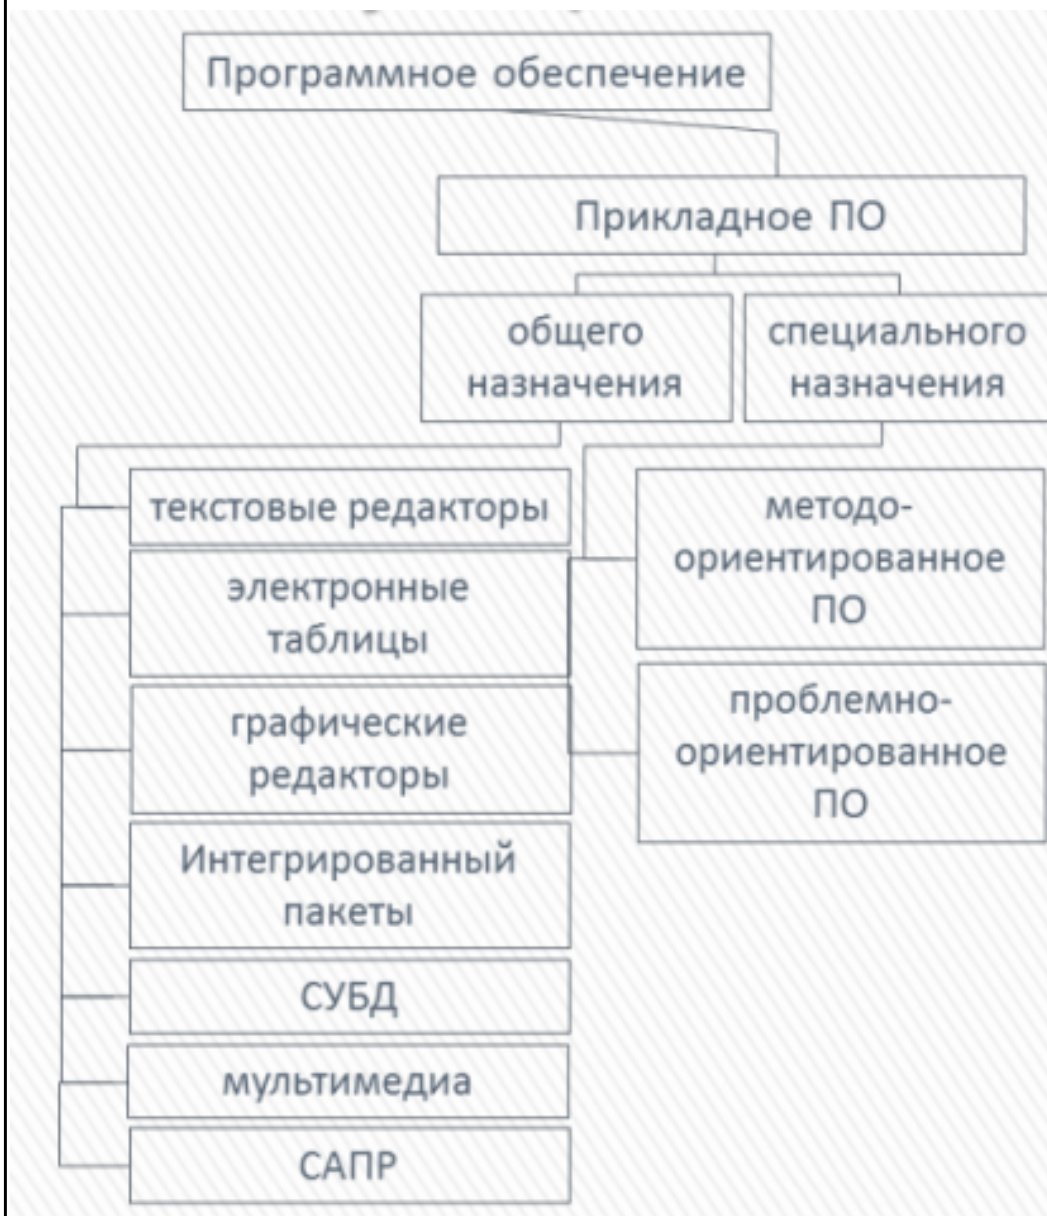 Программное обеспечение
Прикладное ПО
общего
назначения
специального
назначения
текстовые редакторы
электронные
таблицы
графические
редакторы
Интегрированный
пакеты
СУБД
мультимедиа
САПР
методо-
ориентированное
ПО
проблемно-
ориентированное
ПО